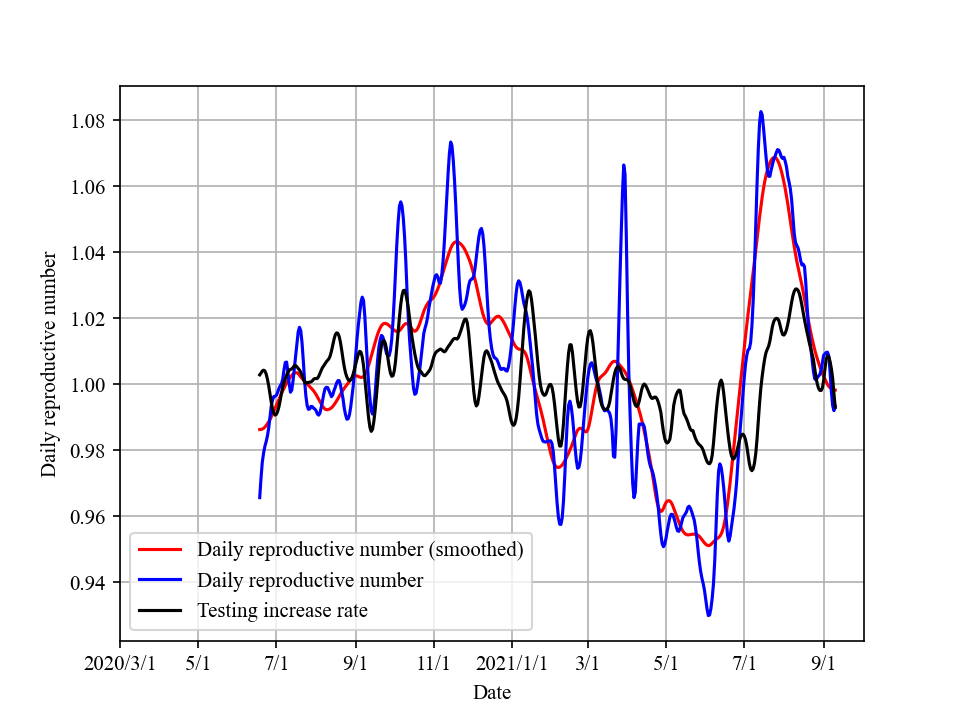 1.08
1.06
1.04
1.02
1.00
0.98
0.96
0.94
Daily reproductive number
Daily reproductive number (smoothed)
Daily reproductive number
Testing increase rate
2020/3/1 5/1 7/1 9/1 11/1 2021/1/1 3/1 5/1 7/1 9/1
Date